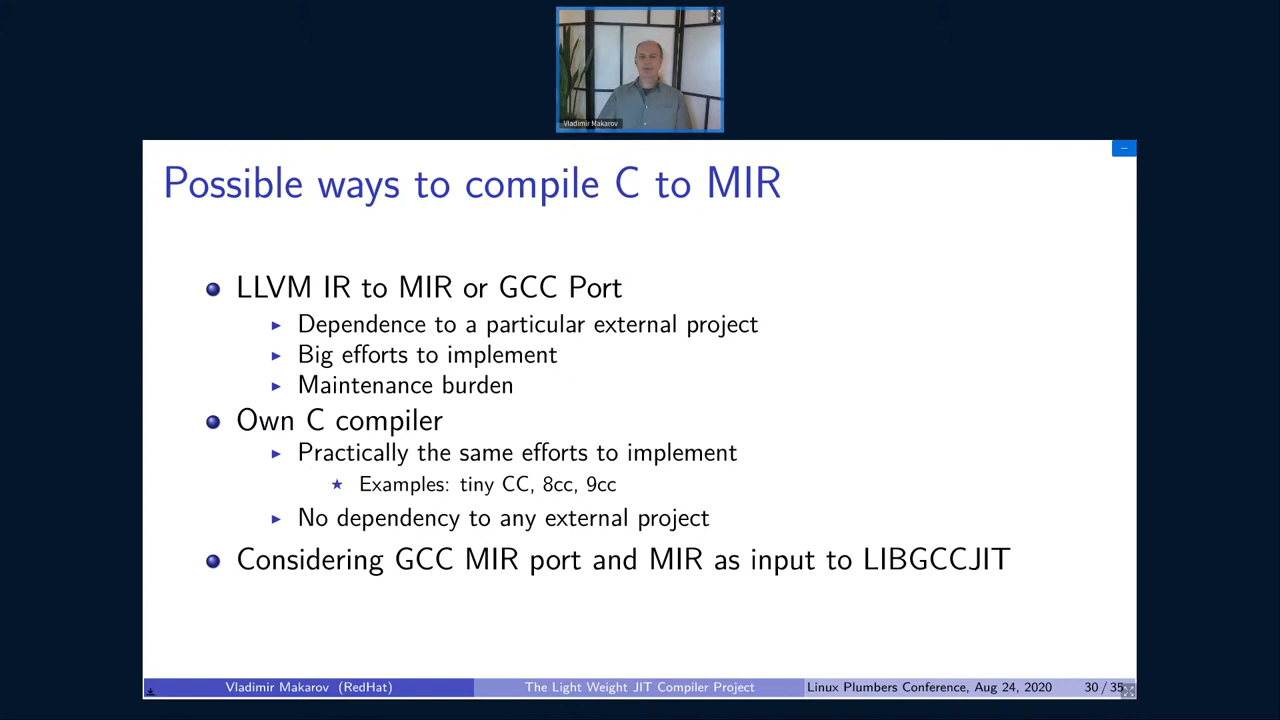 Vladimir Makarov
Possible ways to compile C to MIR
LLVM IR to MIR or GCC Port
Dependence to a particular external project
Big efforts to implement
Maintenance burden
Own C compiler
Practically the same efforts to implement
Examples: tiny CC, 8cc, 9cc
No dependency to any external project
Considering GCC MIR port and MIR as input to LIBGCCJIT
Vladimir Makarov (RedHat) The Light Weight JIT Compiler Project Linux Plumbers Conference, Aug 24, 2020 30 / 35